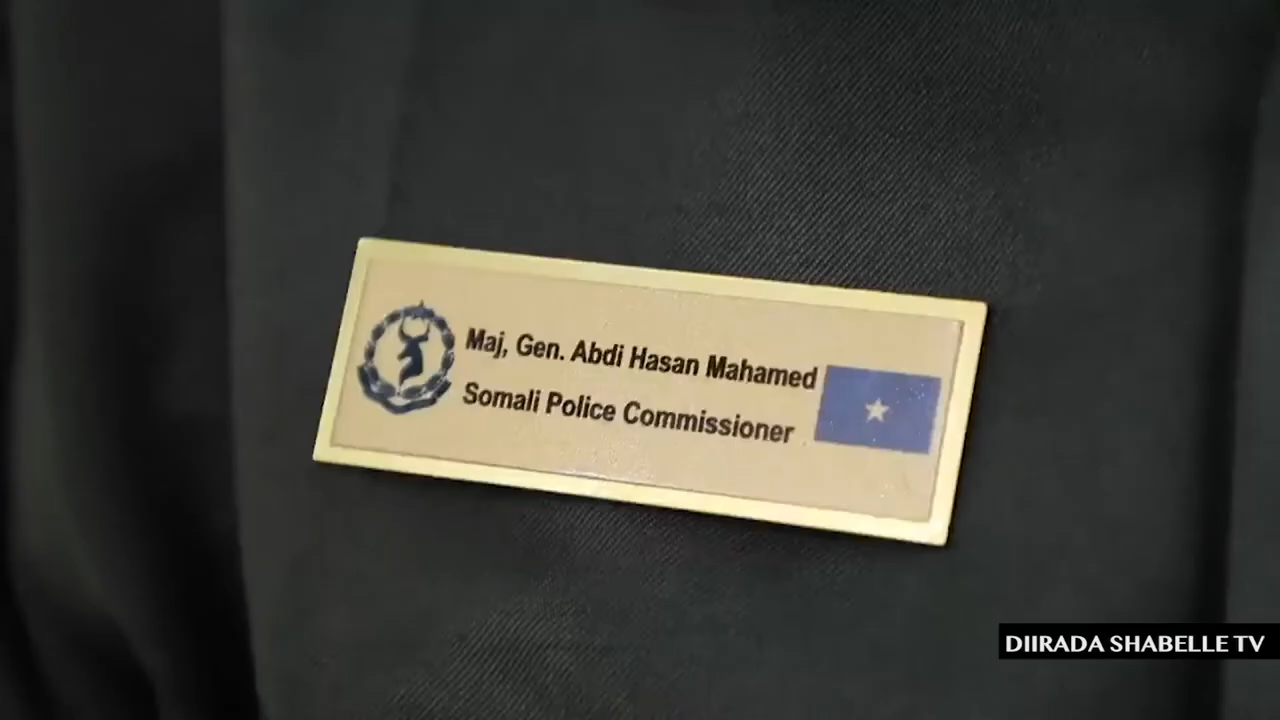 Maj, Gen. Abdi Hasan Mahamed
Somali Police Commissioner
DIIRADA SHABELLE TV